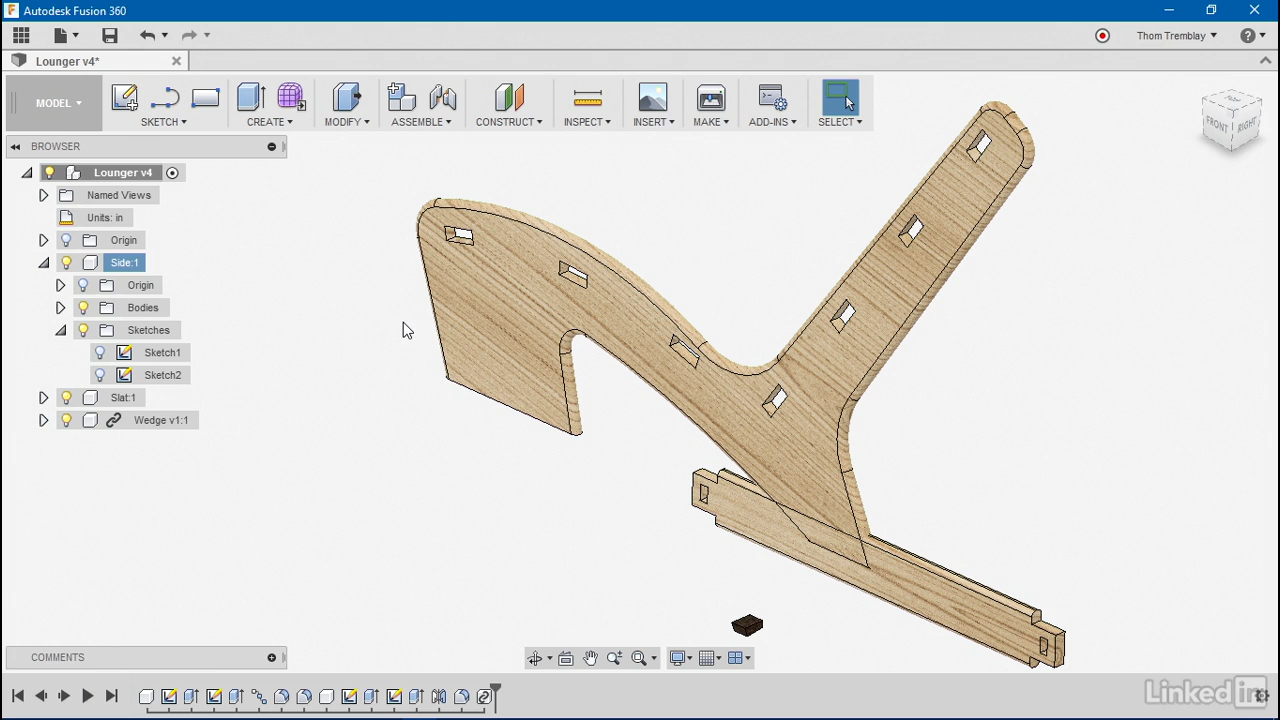 Autodesk Fusion 360
Thom Tremblay
Lounger v4*
MODEL
SKETCH
CREATE
MODIFY
ASSEMBLE
CONSTRUCT
INSPECT
INSERT
MAKE
ADD-INS
SELECT
FRONT
RIGHT
BROWSER
Lounger v4
Named Views
Units: in
Origin
Side:1
Origin
Bodies
Sketches
Sketch1
Sketch2
Slat:1
Wedge v1:1
COMMENTS
LinkedIn